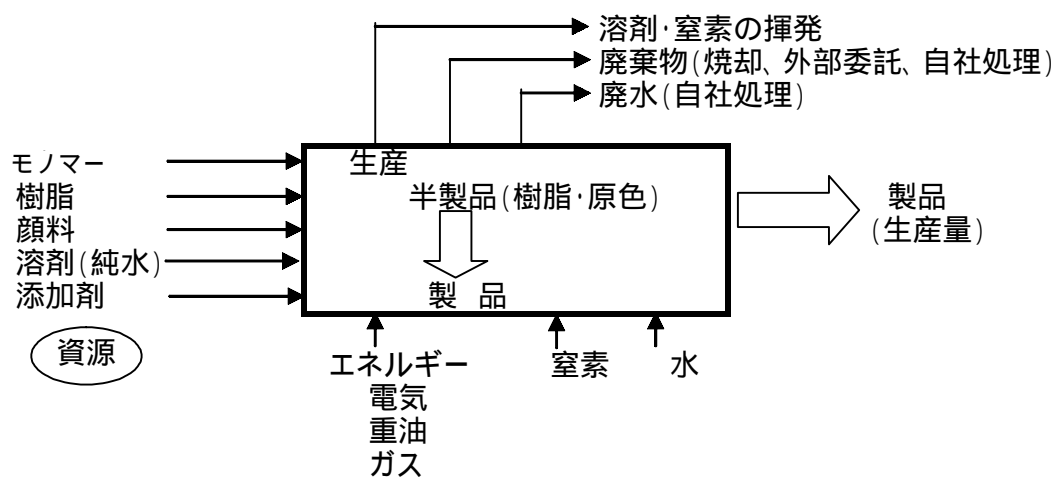 溶剤·窒素の揮発
廃棄物(焼却、外部委託、自社処理)
廃水(自社処理)
モノマー
樹脂
顔料
溶剤(純水)
添加剤
資源
生産
半製品(樹脂·原色)
製 品
製品
(生産量)
エネルギー
電気
重油
ガス
窒素
水